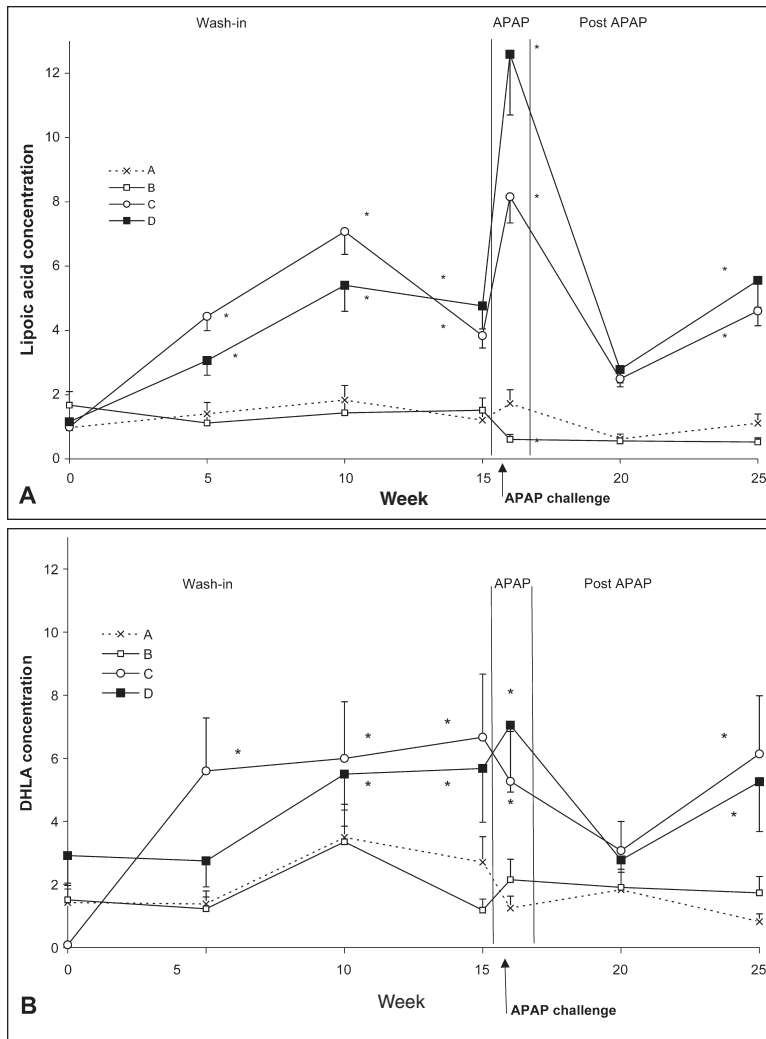 Wash-in APAP Post APAP
12
10
8
6
4
2
0
Lipoic acid concentration
A
B
C
D
* * * * * * * * * * *
0 5 10 15 20 25
A
Week
APAP challenge
Wash-in APAP Post APAP
12
10
8
6
4
2
0
DHLA concentration
A
B
C
D
* * * * * * * * *
0 5 10 15 20 25
B
Week
APAP challenge